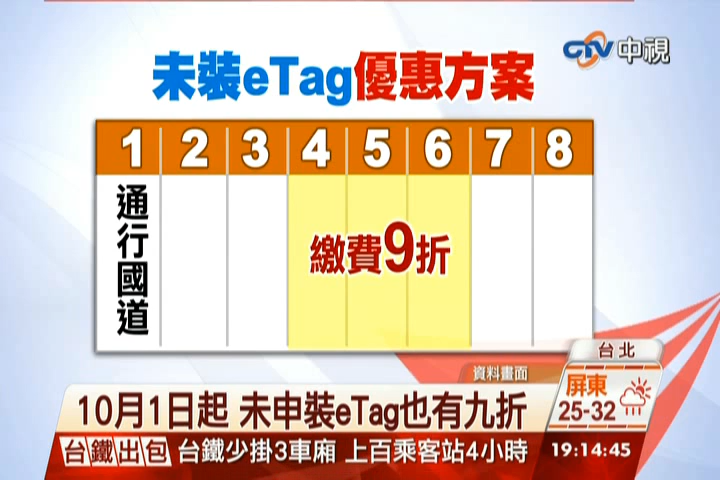 CTV中視
未裝eTag優惠方案
1 2 3 4 5 6 7 8
通行國道
繳費9折
資料畫面
台北
10月1日起 未申裝eTag也有九折
屏東
25-32
台鐵出包 台鐵少掛3車廂 上百乘客站4小時
19:14:45